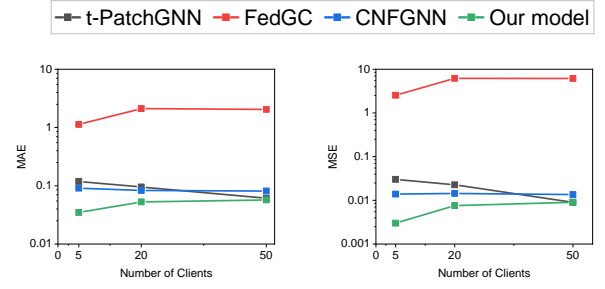 t-PatchGNN FedGC CNFGNN Our model
10
1
0.1
0.01
MAE
0 5 20 50
Number of Clients
10
1
0.1
0.01
0.001
MSE
0 5 20 50
Number of Clients